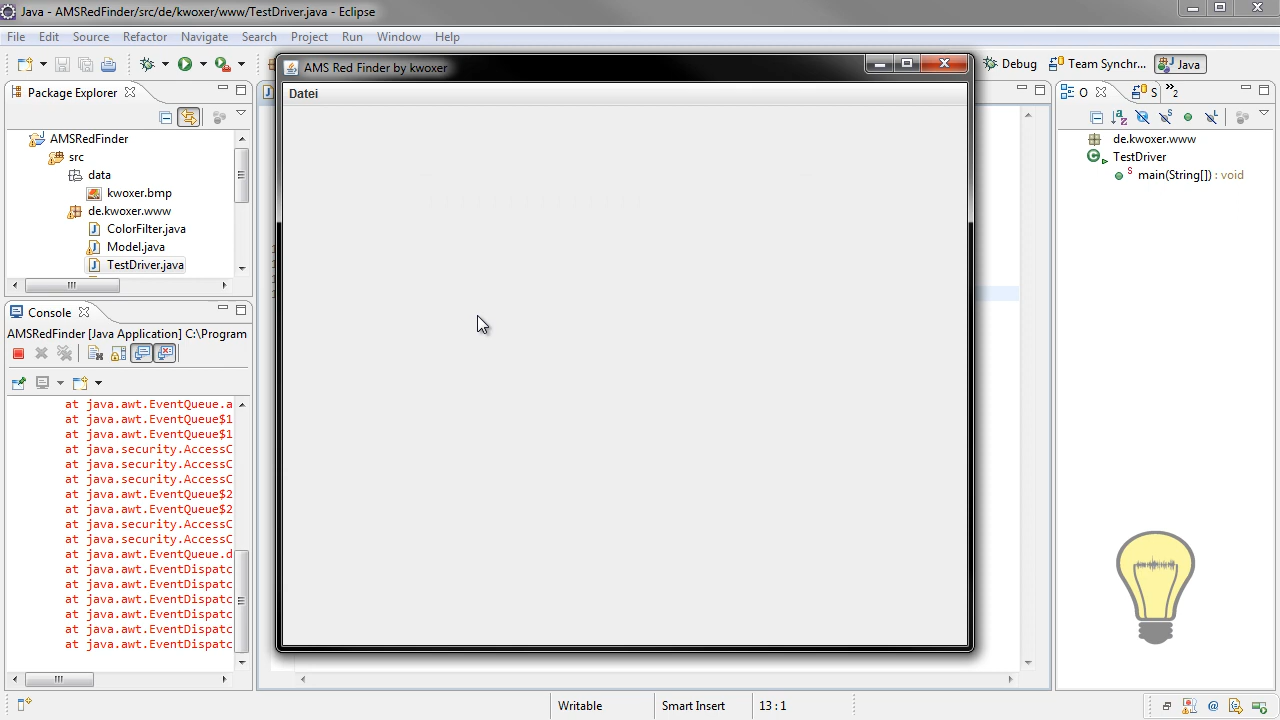 Java - AMSRedFinder/src/de/kwoxer/www/TestDriver.java - Eclipse
File Edit Source Refactor Navigate Search Project Run Window Help
Debug Team Synchr... Java
Package Explorer
AMSRedFinder
src
data
kwoxer.bmp
de.kwoxer.www
ColorFilter.java
Model.java
TestDriver.java
Console
AMSRedFinder [Java Application] C:\Program
at java.awt.EventQueue.a
at java.awt.EventQueue$1
at java.awt.EventQueue$1
at java.security.AccessC
at java.security.AccessC
at java.security.AccessC
at java.awt.EventQueue$2
at java.awt.EventQueue$2
at java.security.AccessC
at java.security.AccessC
at java.awt.EventQueue.d
at java.awt.EventDispatc
at java.awt.EventDispatc
at java.awt.EventDispatc
at java.awt.EventDispatc
at java.awt.EventDispatc
at java.awt.EventDispatc
AMS Red Finder by kwoxer
Datei
O S »2
de.kwoxer.www
TestDriver
main(String[]) : void
Writable Smart Insert 13 : 1